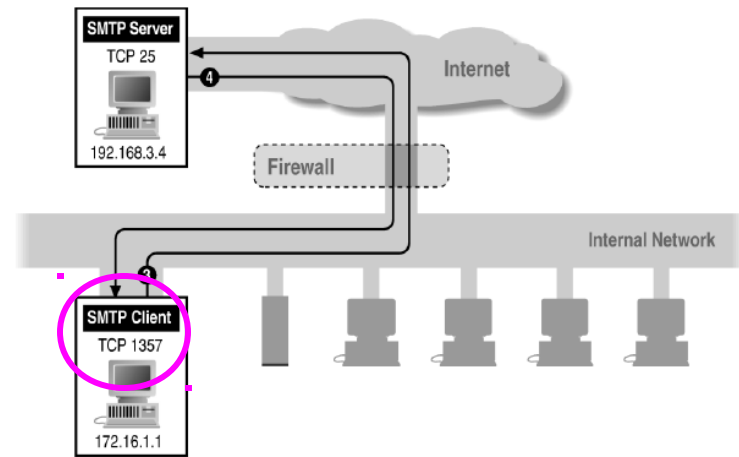 SMTP Server
TCP 25
192.168.3.4
4
Internet
Firewall
Internal Network
3
SMTP Client
TCP 1357
172.16.1.1